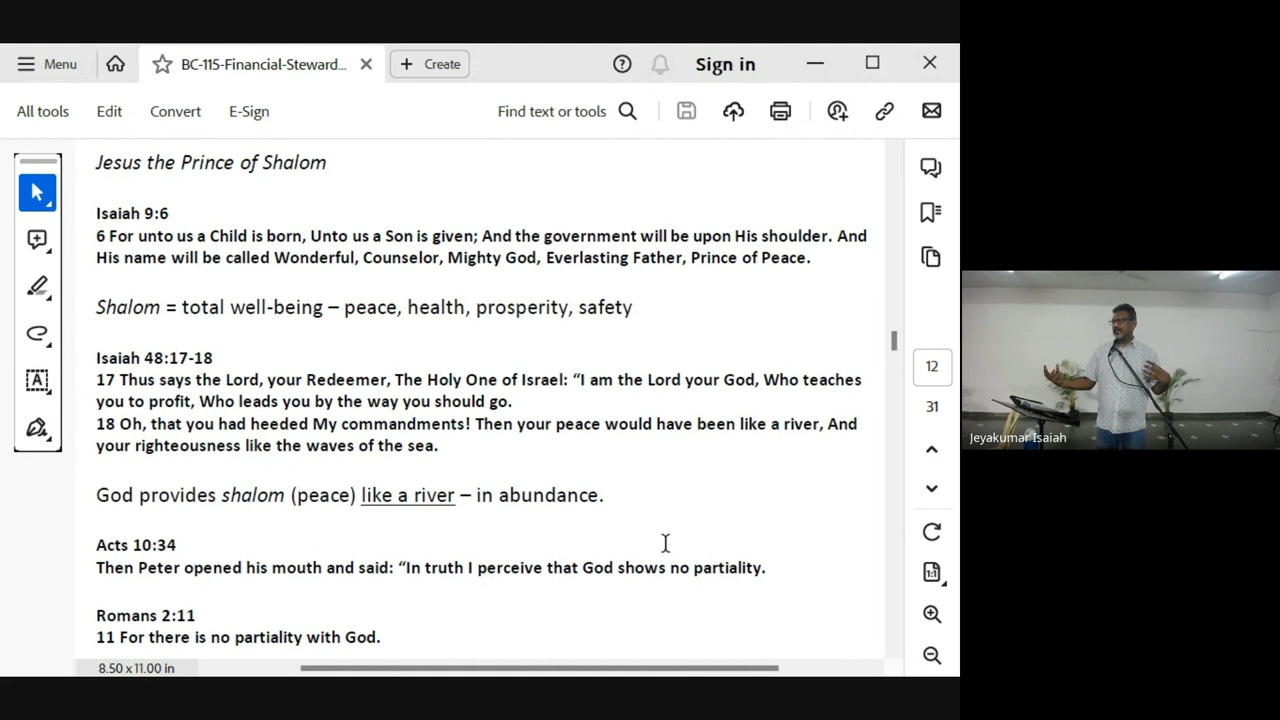 Menu
BC-115-Financial-Steward...
Create
Sign in
All tools
Edit
Convert
E-Sign
Find text or tools
Jesus the Prince of Shalom
Isaiah 9:6
6 For unto us a Child is born, Unto us a Son is given; And the government will be upon His shoulder. And
His name will be called Wonderful, Counselor, Mighty God, Everlasting Father, Prince of Peace.
Shalom = total well-being – peace, health, prosperity, safety
Isaiah 48:17-18
17 Thus says the Lord, your Redeemer, The Holy One of Israel: “I am the Lord your God, Who teaches
you to profit, Who leads you by the way you should go.
18 Oh, that you had heeded My commandments! Then your peace would have been like a river, And
your righteousness like the waves of the sea.
God provides shalom (peace) like a river – in abundance.
Acts 10:34
Then Peter opened his mouth and said: “In truth I perceive that God shows no partiality.
Romans 2:11
11 For there is no partiality with God.
8.50 x 11.00 in
12
31
1:1
Jeyakumar Isaiah